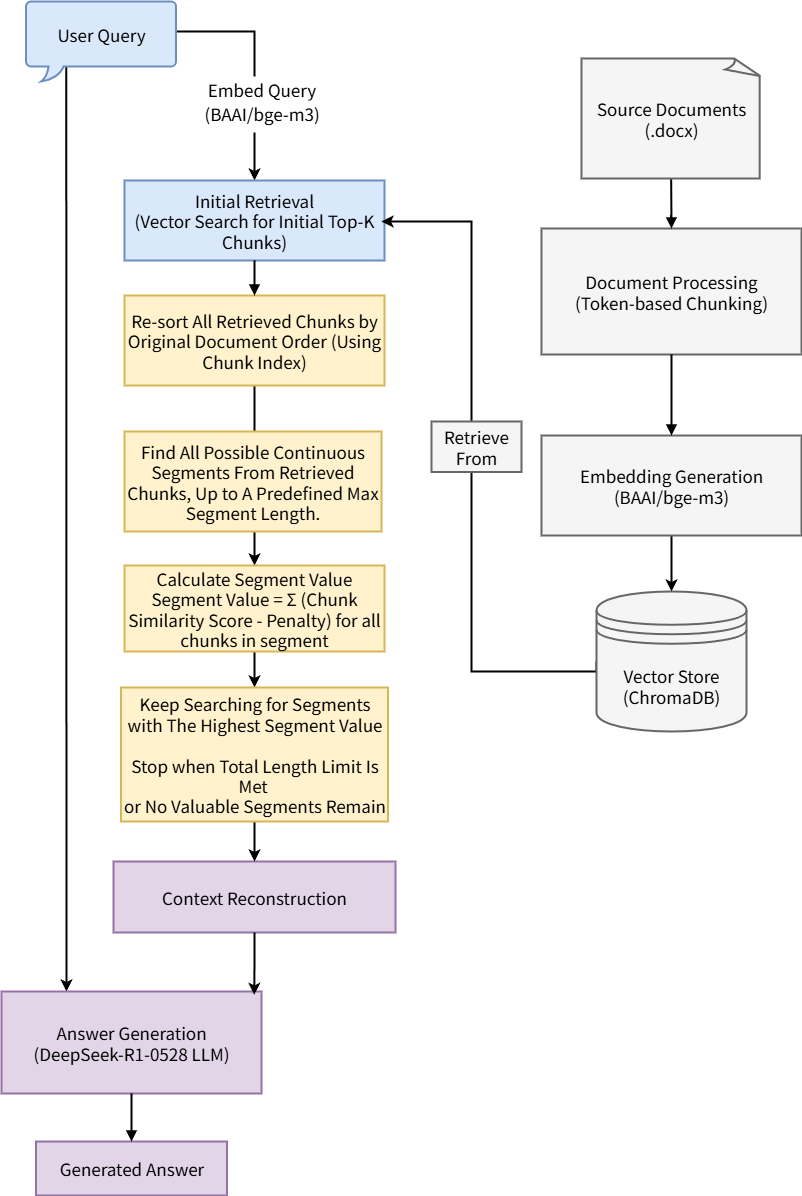 User Query
Embed Query
(BAAI/bge-m3)
Source Documents
(.docx)
Initial Retrieval
(Vector Search for Initial Top-K
Chunks)
Document Processing
(Token-based Chunking)
Re-sort All Retrieved Chunks by
Original Document Order (Using
Chunk Index)
Retrieve
From
Find All Possible Continuous
Segments From Retrieved
Chunks, Up to A Predefined Max
Segment Length.
Embedding Generation
(BAAI/bge-m3)
Calculate Segment Value
Segment Value = Σ (Chunk
Similarity Score - Penalty) for all
chunks in segment
Vector Store
(ChromaDB)
Keep Searching for Segments
with The Highest Segment Value
Stop when Total Length Limit Is
Met
or No Valuable Segments Remain
Context Reconstruction
Answer Generation
(DeepSeek-R1-0528 LLM)
Generated Answer